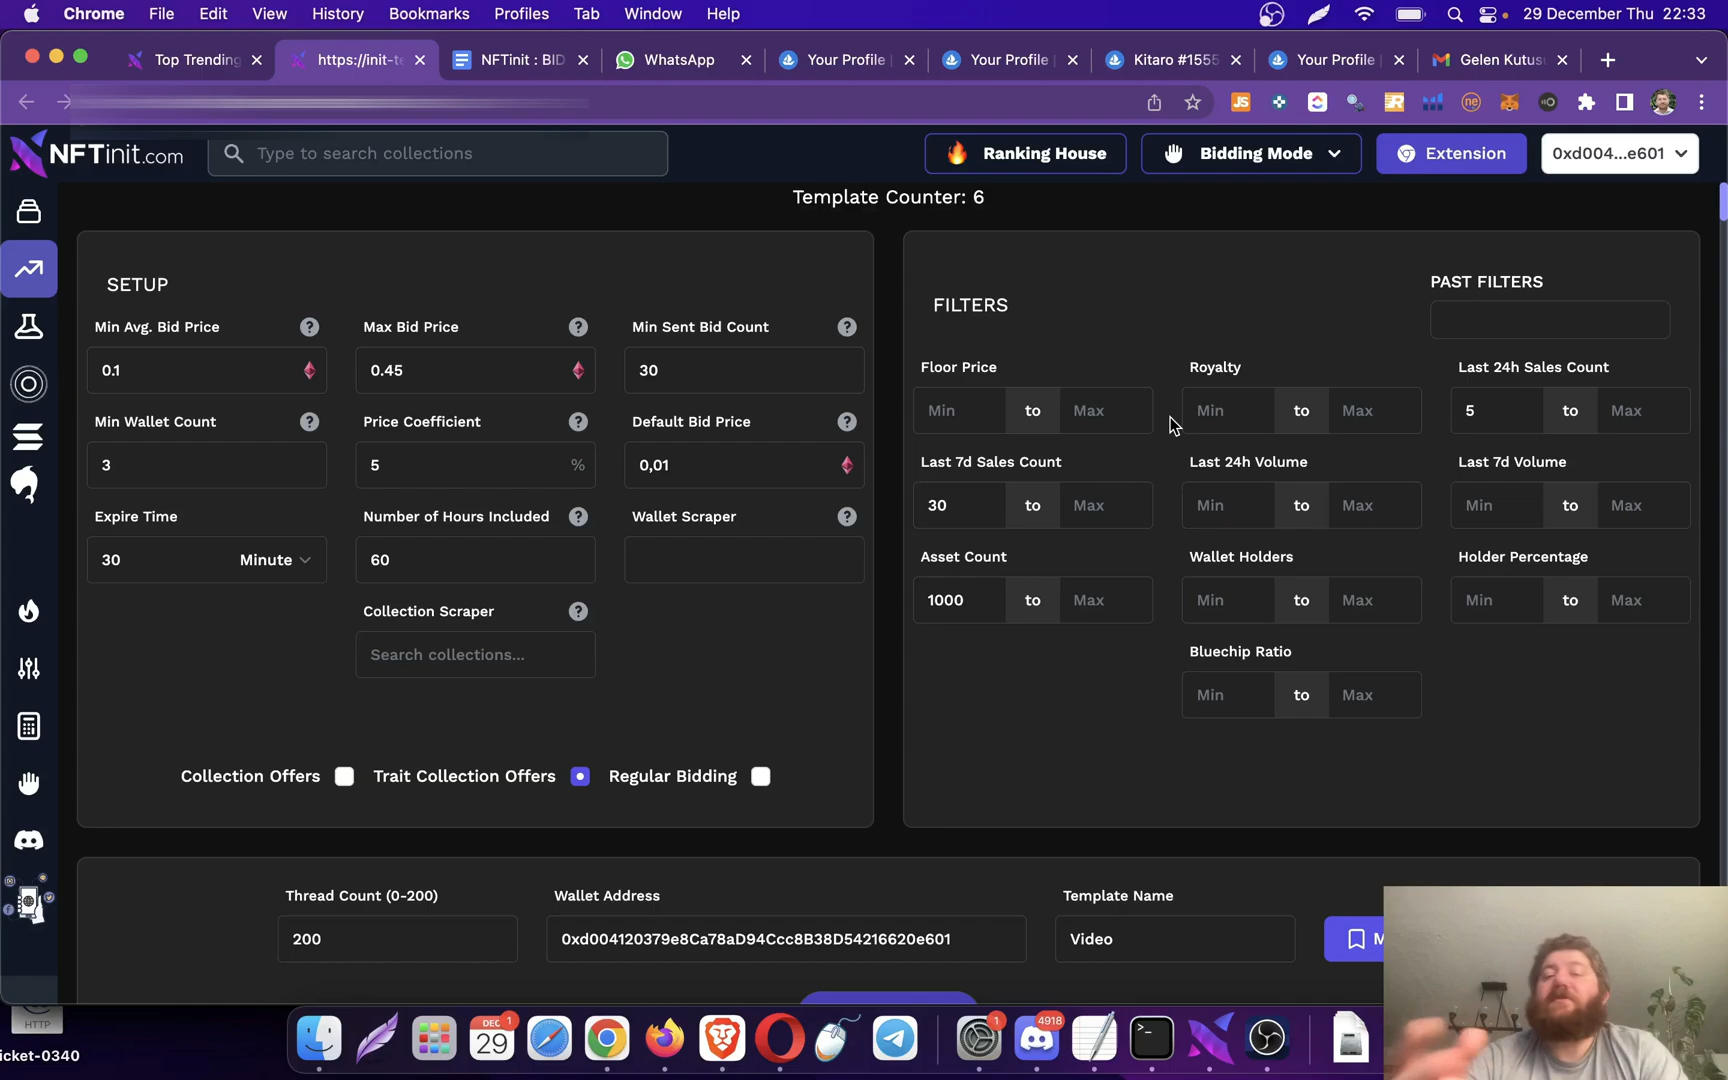 Chrome File Edit View History Bookmarks Profiles Tab Window Help 29 December Thu 22:33
Top Trending https://init-te NFTinit : BID WhatsApp Your Profile Your Profile Kitaro #1555 Your Profile Gelen Kutus
JS R ne
NFTinit.com Type to search collections Ranking House Bidding Mode Extension 0xd004...e601
Template Counter: 6
SETUP
Min Avg. Bid Price ? Max Bid Price ? Min Sent Bid Count ?
0.1 0.45 30
Min Wallet Count ? Price Coefficient ? Default Bid Price ?
3 5 % 0,01
Expire Time Number of Hours Included ? Wallet Scraper ?
30 Minute 60
Collection Scraper ?
Search collections...
Collection Offers Trait Collection Offers Regular Bidding
PAST FILTERS
FILTERS
Floor Price Royalty Last 24h Sales Count
Min to Max Min to Max 5 to Max
Last 7d Sales Count Last 24h Volume Last 7d Volume
30 to Max Min to Max Min to Max
Asset Count Wallet Holders Holder Percentage
1000 to Max Min to Max Min to Max
Bluechip Ratio
Min to Max
Thread Count (0-200) Wallet Address Template Name
200 0xd004120379e8Ca78aD94Ccc8B38D54216620e601 Video M
HTTP
icket-0340
DEC 1
29
1
4918